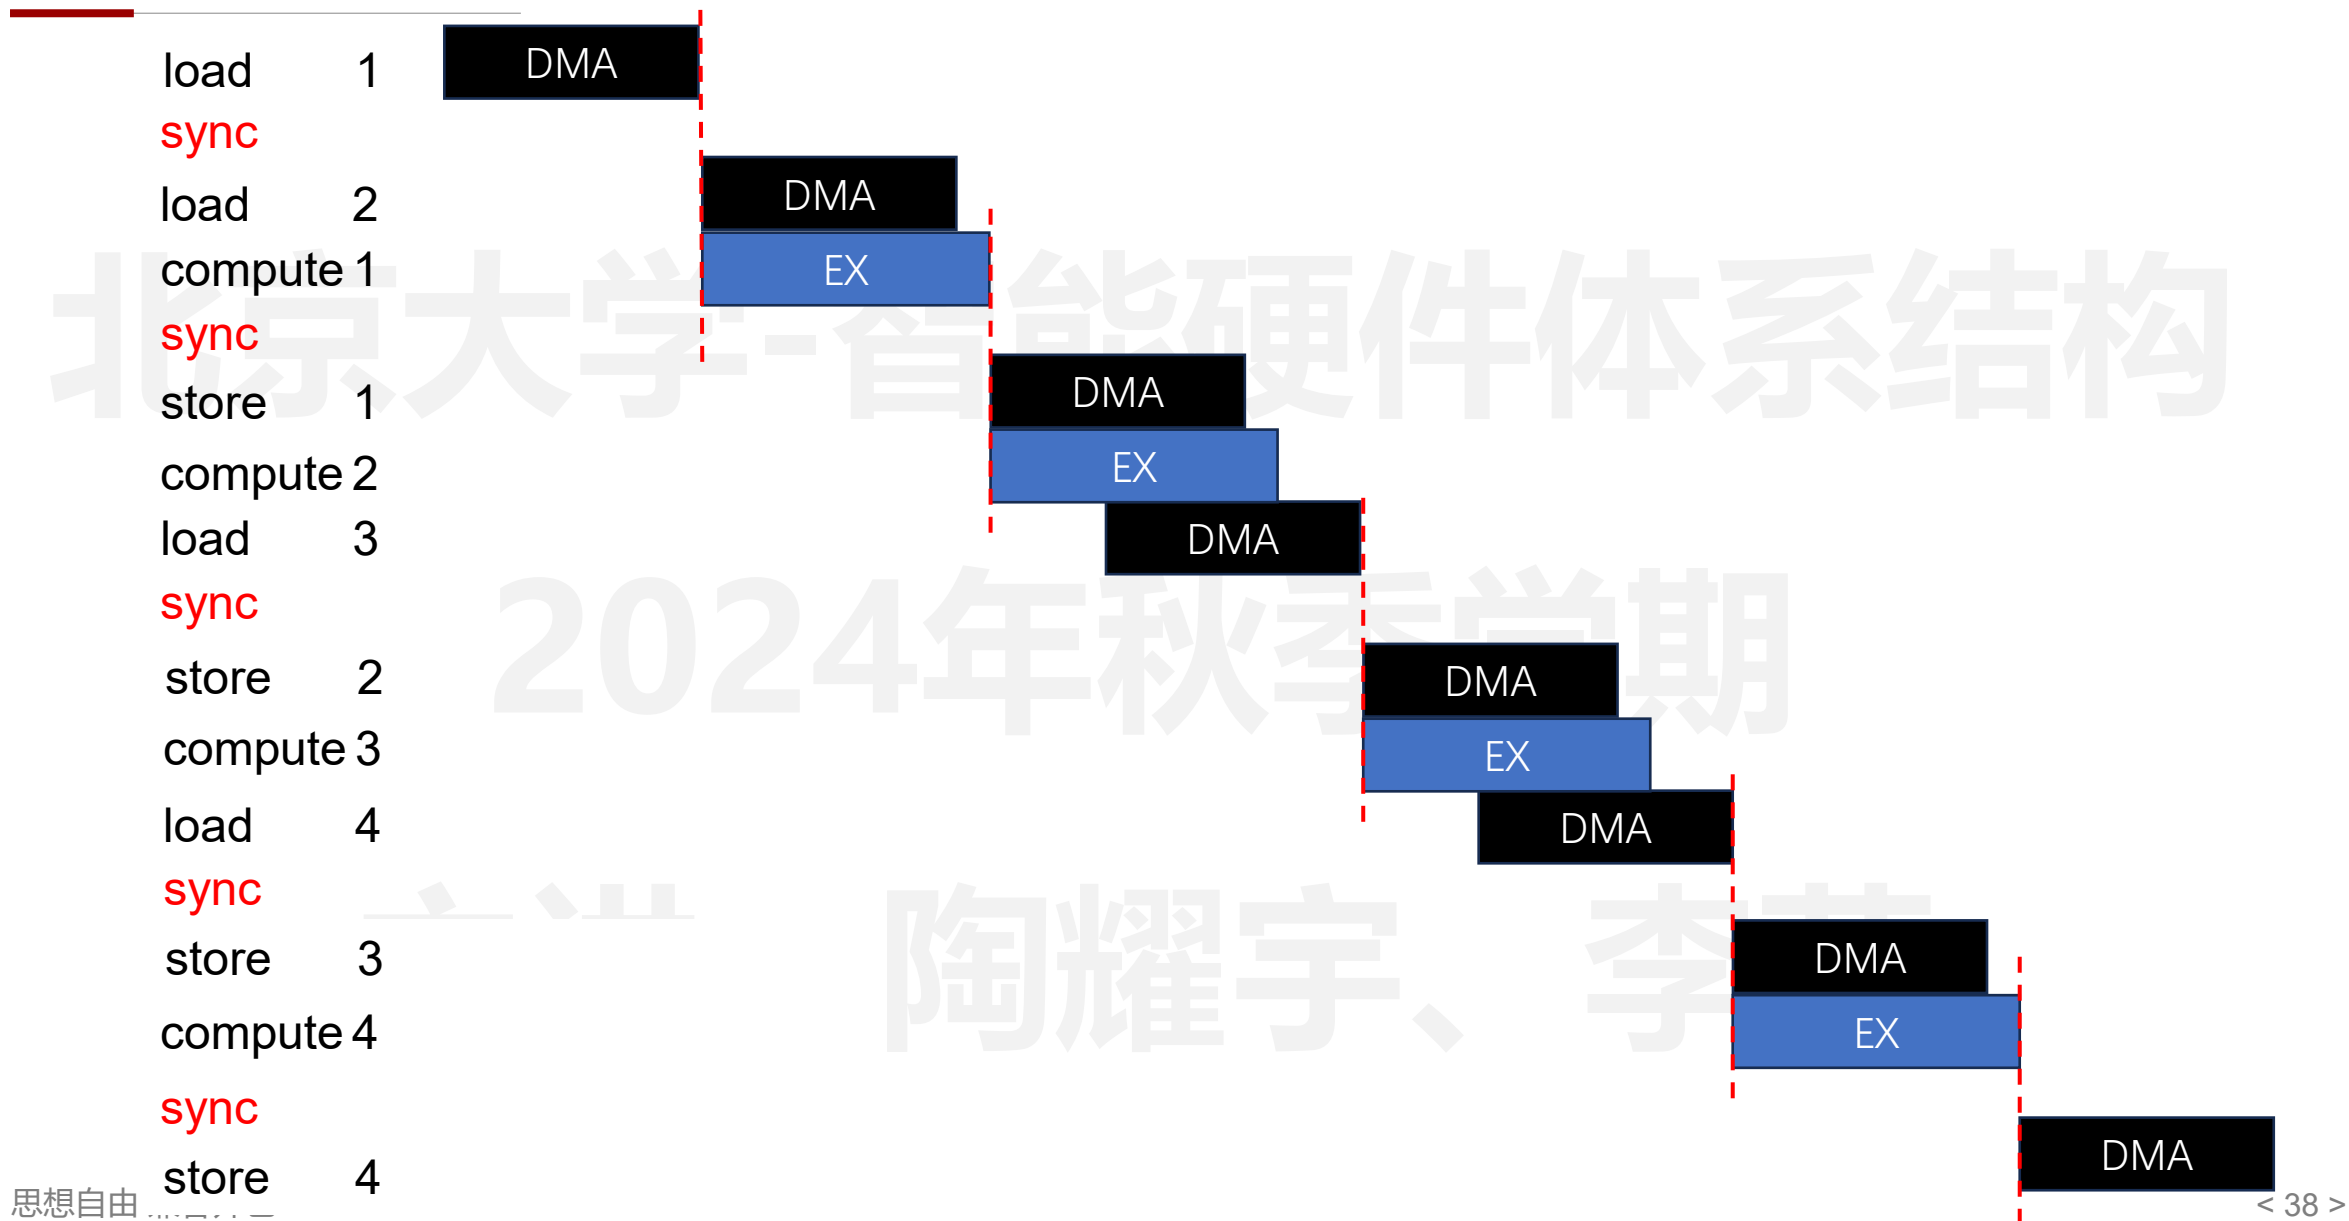 load 1 DMA
sync
load 2 DMA
compute 1 EX
sync
store 1 DMA
compute 2 EX
load 3 DMA
sync
store 2 DMA
compute 3 EX
load 4 DMA
sync
store 3 DMA
compute 4 EX
sync
store 4 DMA
北京大学-智能硬件体系结构
2024年秋季学期
陶耀宇、李
思想自由
< 38 >